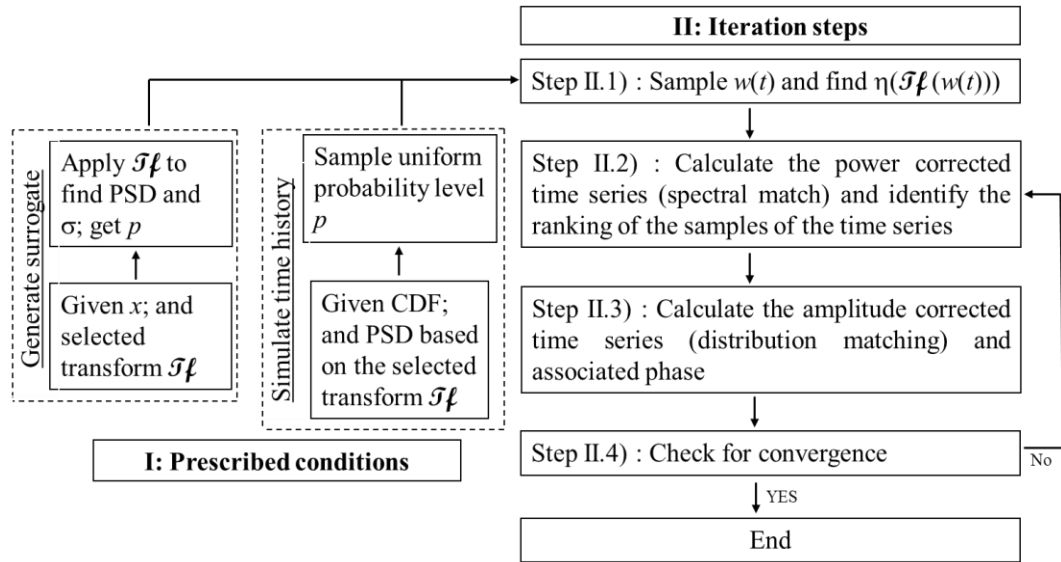 II: Iteration steps
Step II.1) : Sample w(t) and find η(𝒯𝒻(w(t)))
Generate surrogate
Apply 𝒯𝒻 to
find PSD and
σ; get p
Given x; and
selected
transform 𝒯𝒻
Simulate time history
Sample uniform
probability level
p
Given CDF;
and PSD based
on the selected
transform 𝒯𝒻
I: Prescribed conditions
Step II.2) : Calculate the power corrected
time series (spectral match) and identify the
ranking of the samples of the time series
Step II.3) : Calculate the amplitude corrected
time series (distribution matching) and
associated phase
Step II.4) : Check for convergence
No
YES
End